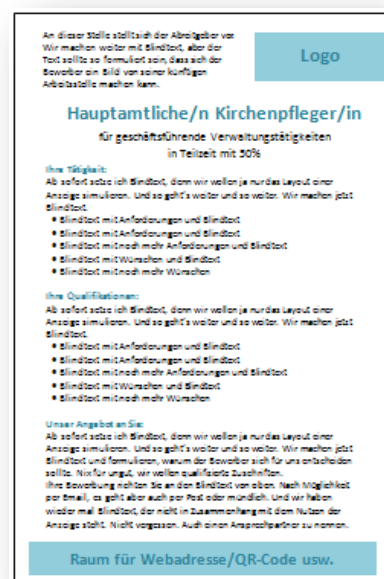 An dieser Stelle stellt sich der Abreitgeber vor.
Wir machen weiter mit Blindtext, aber der
Text sollte so formuliert sein, dass sich der
Bewerber ein Bild von seiner künftigen
Arbeitsstelle machen kann.
Logo
Hauptamtliche/n Kirchenpfleger/in
für geschäftsführende Verwaltungstätigkeiten
in Teilzeit mit 50%
Ihre Tätigkeit:
Ab sofort setze ich Blindtext, denn wir wollen ja nur das Layout einer
Anzeige simulieren. Und so geht's weiter und so weiter. Wir machen jetzt
Blindtext.
• Blindtext mit Anforderungen und Blindtext
• Blindtext mit Anforderungen und Blindtext
• Blindtext mit noch mehr Anforderungen und Blindtext
• Blindtext mit Wünschen und Blindtext
• Blindtext mit noch mehr Wünschen
Ihre Qualifikationen:
Ab sofort setze ich Blindtext, denn wir wollen ja nur das Layout einer
Anzeige simulieren. Und so geht's weiter und so weiter. Wir machen jetzt
Blindtext.
• Blindtext mit Anforderungen und Blindtext
• Blindtext mit Anforderungen und Blindtext
• Blindtext mit noch mehr Anforderungen und Blindtext
• Blindtext mit Wünschen und Blindtext
• Blindtext mit noch mehr Wünschen
Unser Angebot an Sie:
Ab sofort setze ich Blindtext, denn wir wollen ja nur das Layout einer
Anzeige simulieren. Und so geht's weiter und so weiter. Wir machen jetzt
Blindtext und formulieren, warum der Bewerber sich für uns entscheiden
sollte. Nix für ungut, wir wollen qualifizierte Zuschriften.
Ihre Bewerbung richten Sie an den Blindtext von oben. Nach Möglichkeit
per Email, es geht aber auch per Post oder mündlich. Und wir haben
wieder mal Blindtext, der nicht in Zusammenhang mit dem Nutzen der
Anzeige steht. Nicht vergessen. Auch einen Ansprechpartner zu nennen.
Raum für Webadresse/QR-Code usw.